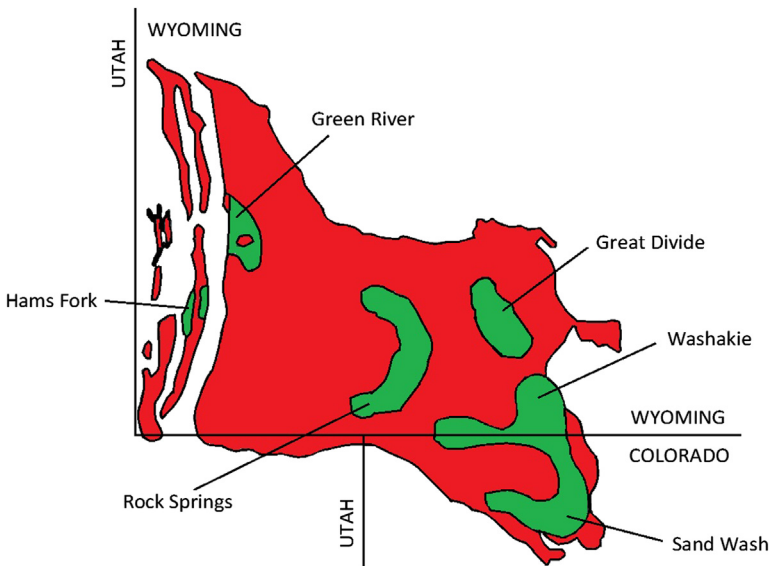 WYOMING
UTAH
Green River
Great Divide
Hams Fork
Washakie
WYOMING
COLORADO
Rock Springs
UTAH
Sand Wash